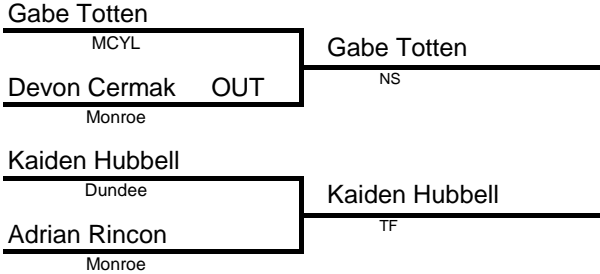 Gabe Totten
MCYL
Gabe Totten
NS
Devon Cermak OUT
Monroe
Kaiden Hubbell
Dundee
Kaiden Hubbell
TF
Adrian Rincon
Monroe